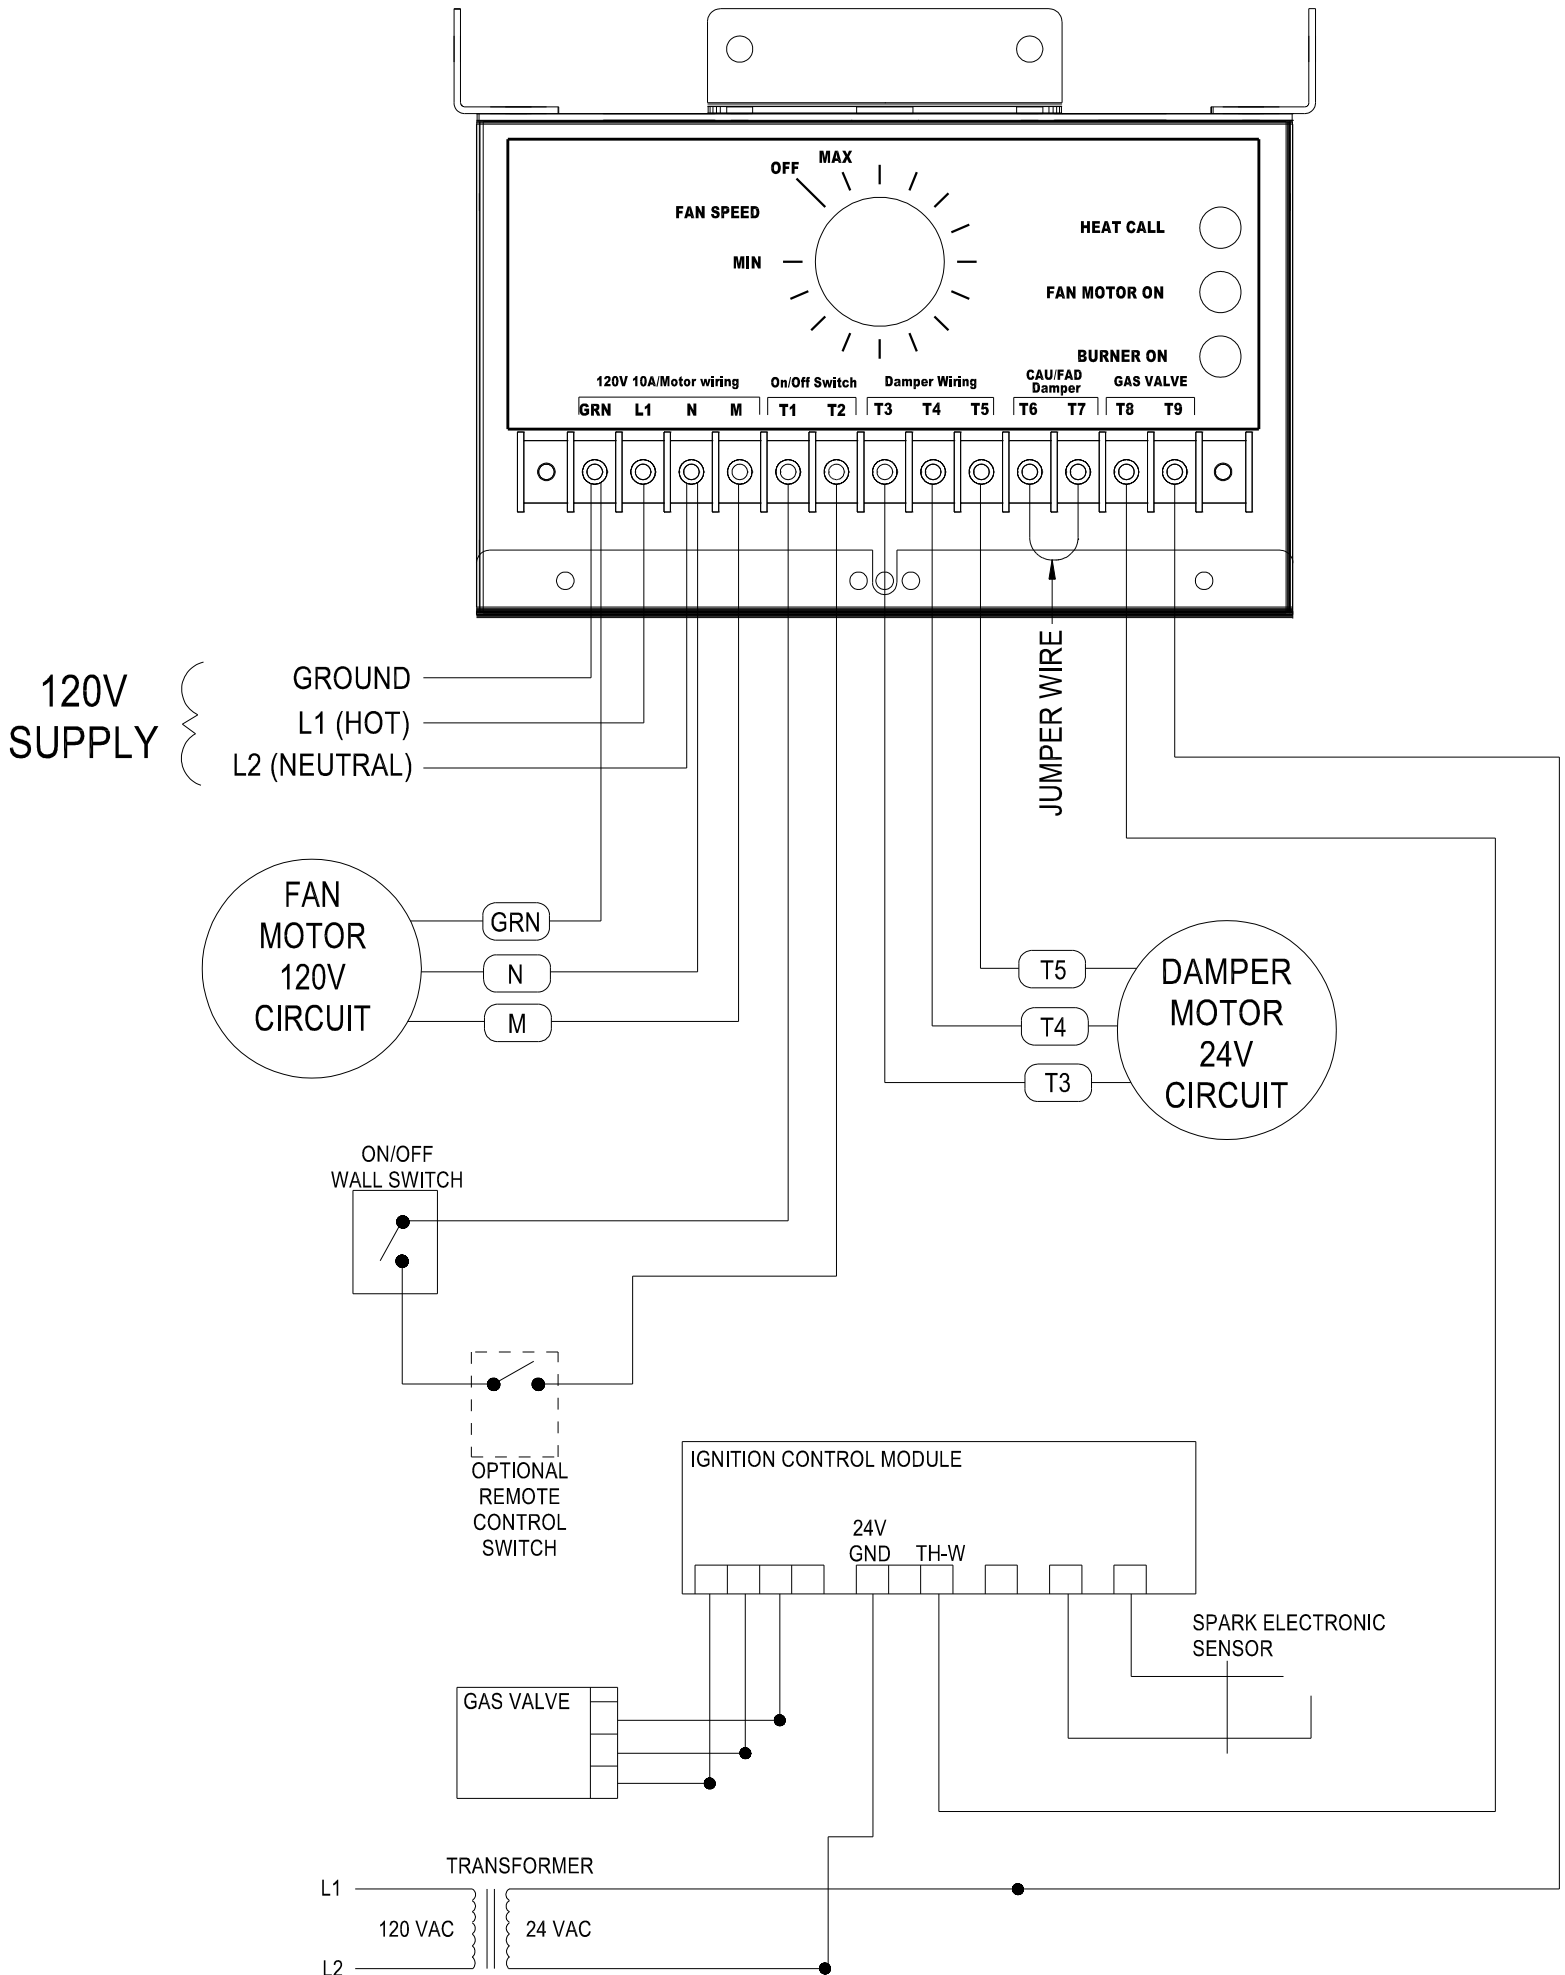 MAX
OFF
FAN SPEED
HEAT CALL
MIN
FAN MOTOR ON
BURNER ON
120V 10A/Motor wiring
On/Off Switch
Damper Wiring
CAU/FAD
Damper
GAS VALVE
GRN L1 N M T1 T2 T3 T4 T5 T6 T7 T8 T9
120V
SUPPLY
GROUND
L1 (HOT)
L2 (NEUTRAL)
JUMPER WIRE
FAN
MOTOR
120V
CIRCUIT
GRN
N
M
T5
T4
T3
DAMPER
MOTOR
24V
CIRCUIT
ON/OFF
WALL SWITCH
OPTIONAL
REMOTE
CONTROL
SWITCH
IGNITION CONTROL MODULE
24V
GND
TH-W
SPARK ELECTRONIC
SENSOR
GAS VALVE
TRANSFORMER
L1
120 VAC
24 VAC
L2